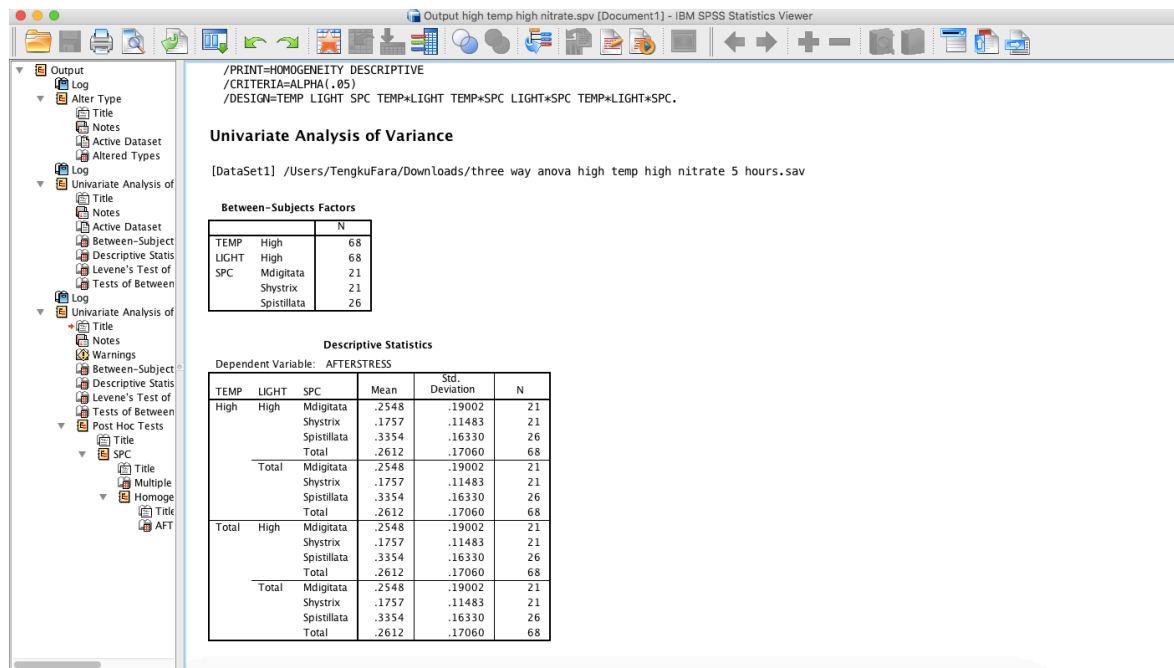 Output high temp high nitrate.spv [Document1] - IBM SPSS Statistics Viewer
Output
Log
Alter Type
Title
Notes
Active Dataset
Altered Types
Log
Univariate Analysis of
Title
Notes
Active Dataset
Between-Subject
Descriptive Statis
Levene's Test of
Tests of Between
Log
Univariate Analysis of
Title
Notes
Warnings
Between-Subject
Descriptive Statis
Levene's Test of
Tests of Between
Post Hoc Tests
Title
SPC
Title
Multiple
Homoge
Title
AFT
/PRINT=HOMOGENEITY DESCRIPTIVE
/CRITERIA=ALPHA(.05)
/DESIGN=TEMP LIGHT SPC TEMP*LIGHT TEMP*SPC LIGHT*SPC TEMP*LIGHT*SPC.
Univariate Analysis of Variance
[DataSet1] /Users/TengkuFara/Downloads/three way anova high temp high nitrate 5 hours.sav
Between-Subjects Factors
N
TEMP High 68
LIGHT High 68
SPC Mdigitata 21
Shystrix 21
Spistillata 26
Descriptive Statistics
Dependent Variable: AFTERSTRESS
TEMP LIGHT SPC Mean Std. Deviation N
High High Mdigitata .2548 .19002 21
Shystrix .1757 .11483 21
Spistillata .3354 .16330 26
Total .2612 .17060 68
Total Mdigitata .2548 .19002 21
Shystrix .1757 .11483 21
Spistillata .3354 .16330 26
Total .2612 .17060 68
Total High Mdigitata .2548 .19002 21
Shystrix .1757 .11483 21
Spistillata .3354 .16330 26
Total .2612 .17060 68
Total Mdigitata .2548 .19002 21
Shystrix .1757 .11483 21
Spistillata .3354 .16330 26
Total .2612 .17060 68